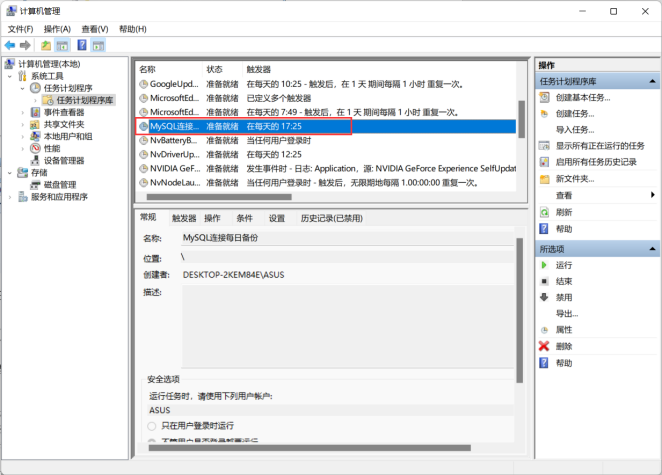 计算机管理
文件(F) 操作(A) 查看(V) 帮助(H)
计算机管理(本地)
系统工具
任务计划程序
任务计划程序库
事件查看器
共享文件夹
本地用户和组
性能
设备管理器
存储
磁盘管理
服务和应用程序
名称 状态 触发器
GoogleUpd... 准备就绪 在每天的 10:25 - 触发后，在 1 天 期间每隔 1 小时 重复一次。
MicrosoftEd... 准备就绪 已定义多个触发器
MicrosoftEd... 准备就绪 在每天的 7:49 - 触发后，在 1 天 期间每隔 1 小时 重复一次。
MySQL连接... 准备就绪 在每天的 17:25
NvBatteryB... 准备就绪 当任何用户登录时
NvDriverUp... 准备就绪 在每天的 12:25
NVIDIA GeF... 准备就绪 发生事件时 - 日志: Application，源: NVIDIA GeForce Experience SelfUpdat
NvNodeLau... 准备就绪 当任何用户登录时 - 触发后，无限期地每隔 1.00:00:00 重复一次。
常规 触发器 操作 条件 设置 历史记录(已禁用)
名称: MySQL连接每日备份
位置: \
创建者: DESKTOP-2KEM84E\ASUS
描述:
安全选项
运行任务时，请使用下列用户帐户:
ASUS
只在用户登录时运行
不管用户是否登录都要运行
操作
任务计划程序库
创建基本任务...
创建任务...
导入任务...
显示所有正在运行的任务
启用所有任务历史记录
新文件夹...
查看
刷新
帮助
所选项
运行
结束
禁用
导出...
属性
删除
帮助